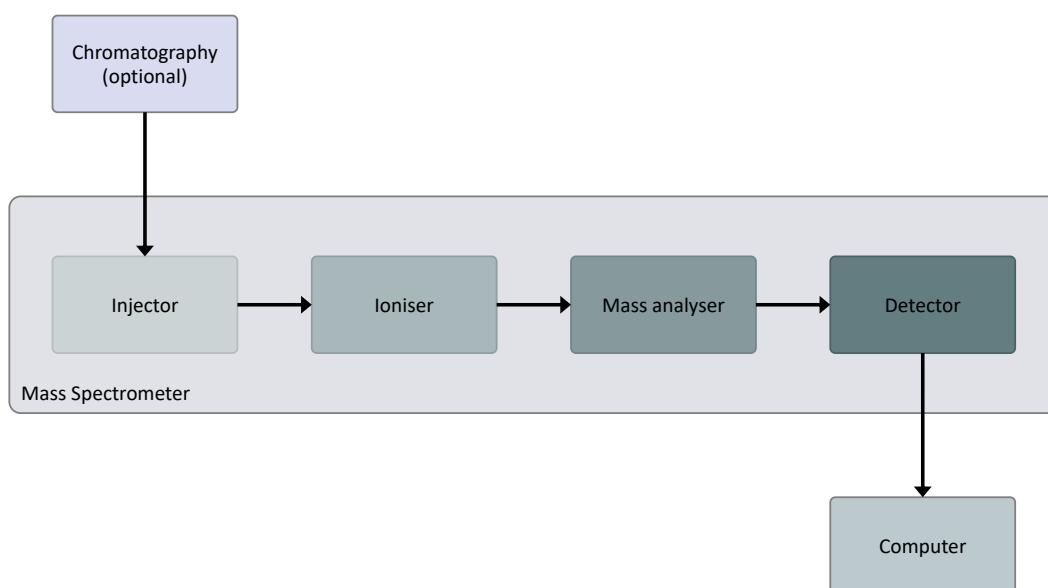 Chromatography
(optional)
Injector
Ioniser
Mass analyser
Detector
Mass Spectrometer
Computer